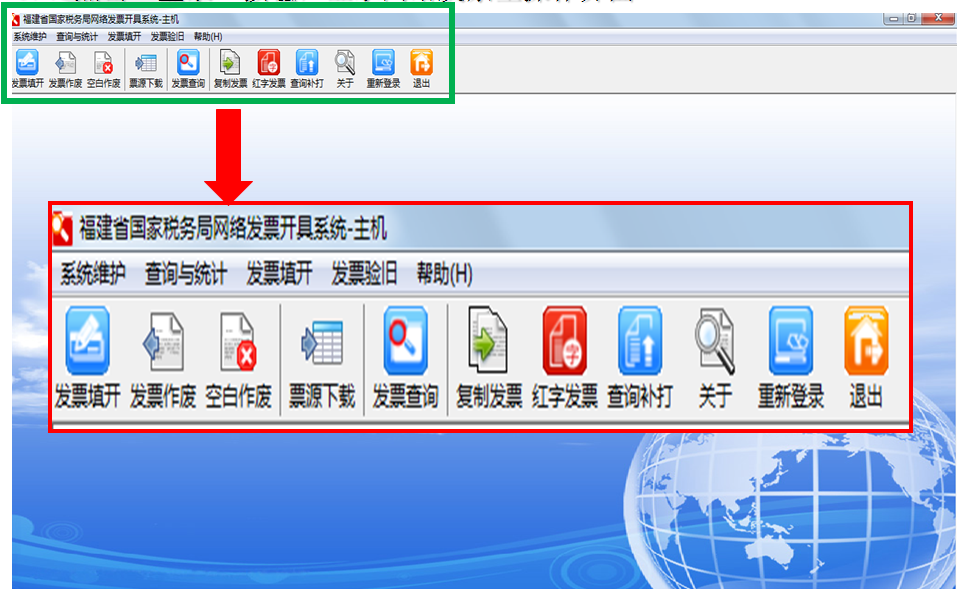 福建省国家税务局网络发票开具系统-主机
系统维护 查询与统计 发票填开 发票验旧 帮助(H)
发票填开 发票作废 空白作废 票源下载 发票查询 复制发票 红字发票 查询补打 关于 重新登录 退出
福建省国家税务局网络发票开具系统-主机
系统维护 查询与统计 发票填开 发票验旧 帮助(H)
字
发票填开 发票作废 空白作废 票源下载 发票查询 复制发票 红字发票 查询补打 关于 重新登录 退出